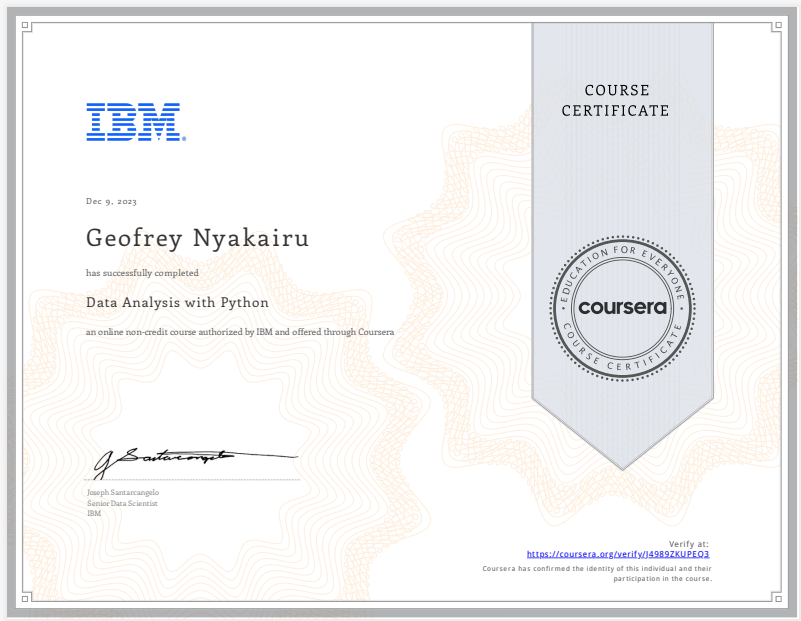 COURSE
CERTIFICATE
IBM®
Dec 9, 2023
Geofrey Nyakairu
has successfully completed
Data Analysis with Python
an online non-credit course authorized by IBM and offered through Coursera
EDUCATION FOR EVERYONE
coursera
COURSE CERTIFICATE
J Santarcangelo
Joseph Santarcangelo
Senior Data Scientist
IBM
Verify at:
https://coursera.org/verify/J4989ZKUPEQ3
Coursera has confirmed the identity of this individual and their
participation in the course.